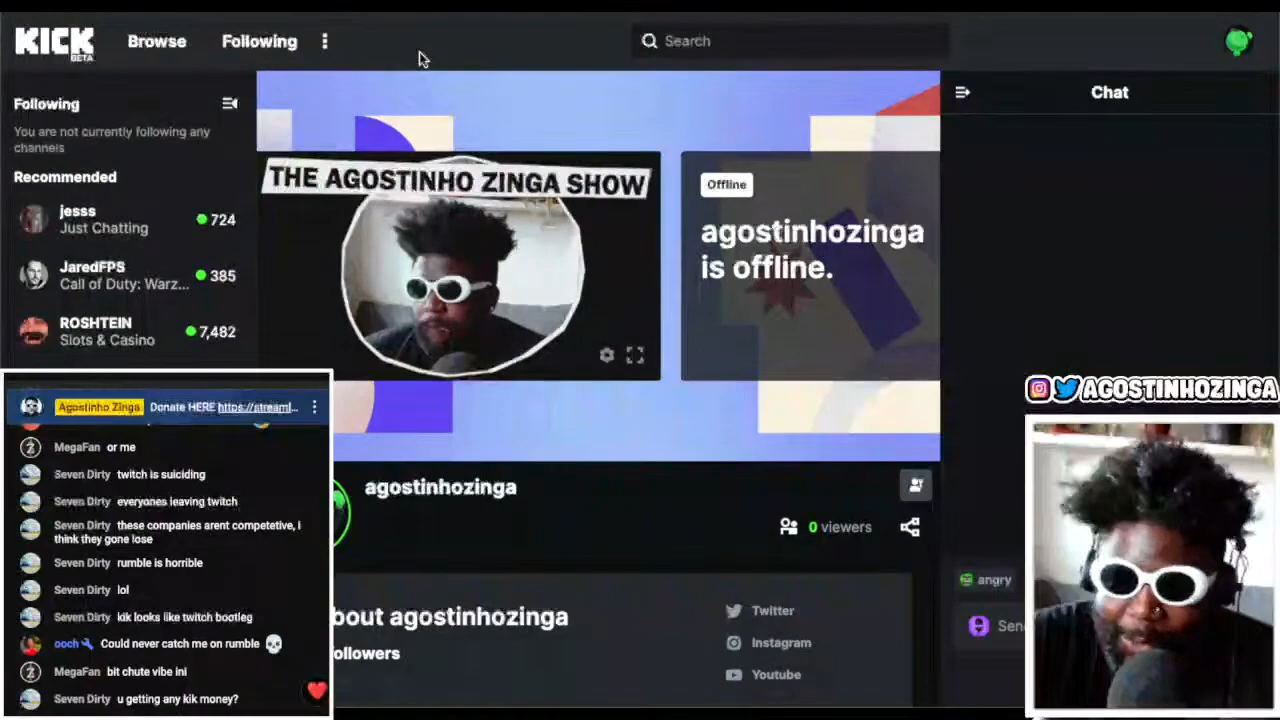 KICK
BETA
Browse
Following
Search
Following
You are not currently following any
channels
Recommended
jesss
Just Chatting
724
JaredFPS
Call of Duty: Warz...
385
ROSHTEIN
Slots & Casino
7,482
THE AGOSTINHO ZINGA SHOW
Offline
agostinhozinga
is offline.
Chat
Agostinho Zinga Donate HERE https://streaml...
MegaFan or me
Seven Dirty twitch is suiciding
Seven Dirty everyones leaving twitch
Seven Dirty these companies arent competetive, i
think they gone lose
Seven Dirty rumble is horrible
Seven Dirty lol
Seven Dirty kik looks like twitch bootleg
ooch Could never catch me on rumble
MegaFan bit chute vibe ini
Seven Dirty u getting any kik money?
agostinhozinga
0 viewers
bout agostinhozinga
ollowers
Twitter
Instagram
Youtube
AGOSTINHOZINGA
angry
Sen